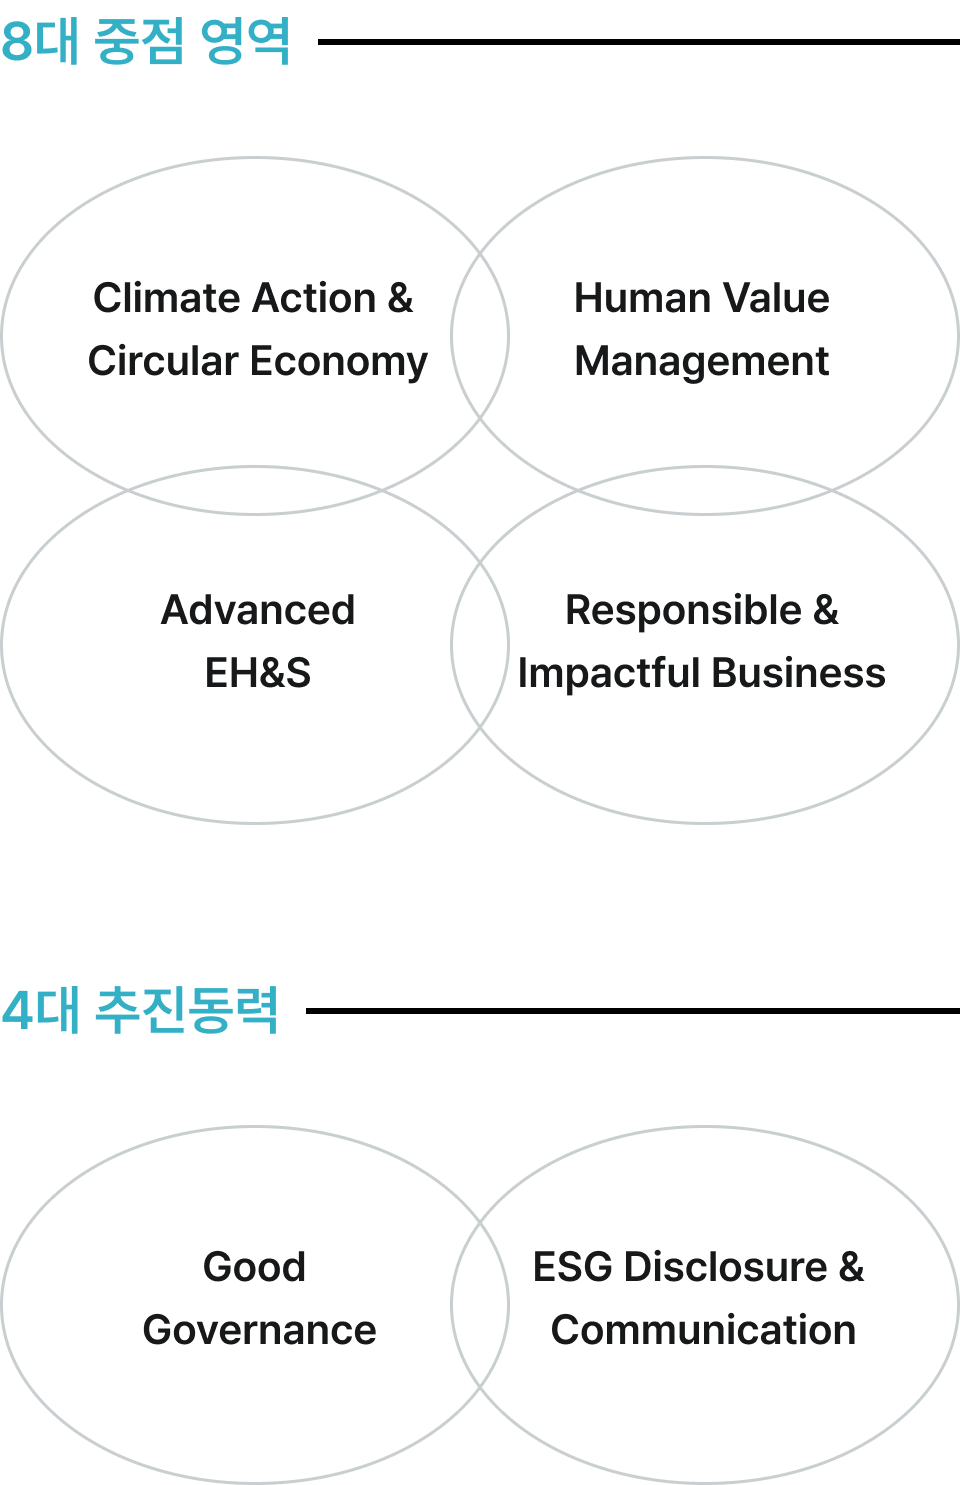 8대 중점 영역
Climate Action &
Circular Economy
Human Value
Management
Advanced
EH&S
Responsible &
Impactful Business
4대 추진동력
Good
Governance
ESG Disclosure &
Communication